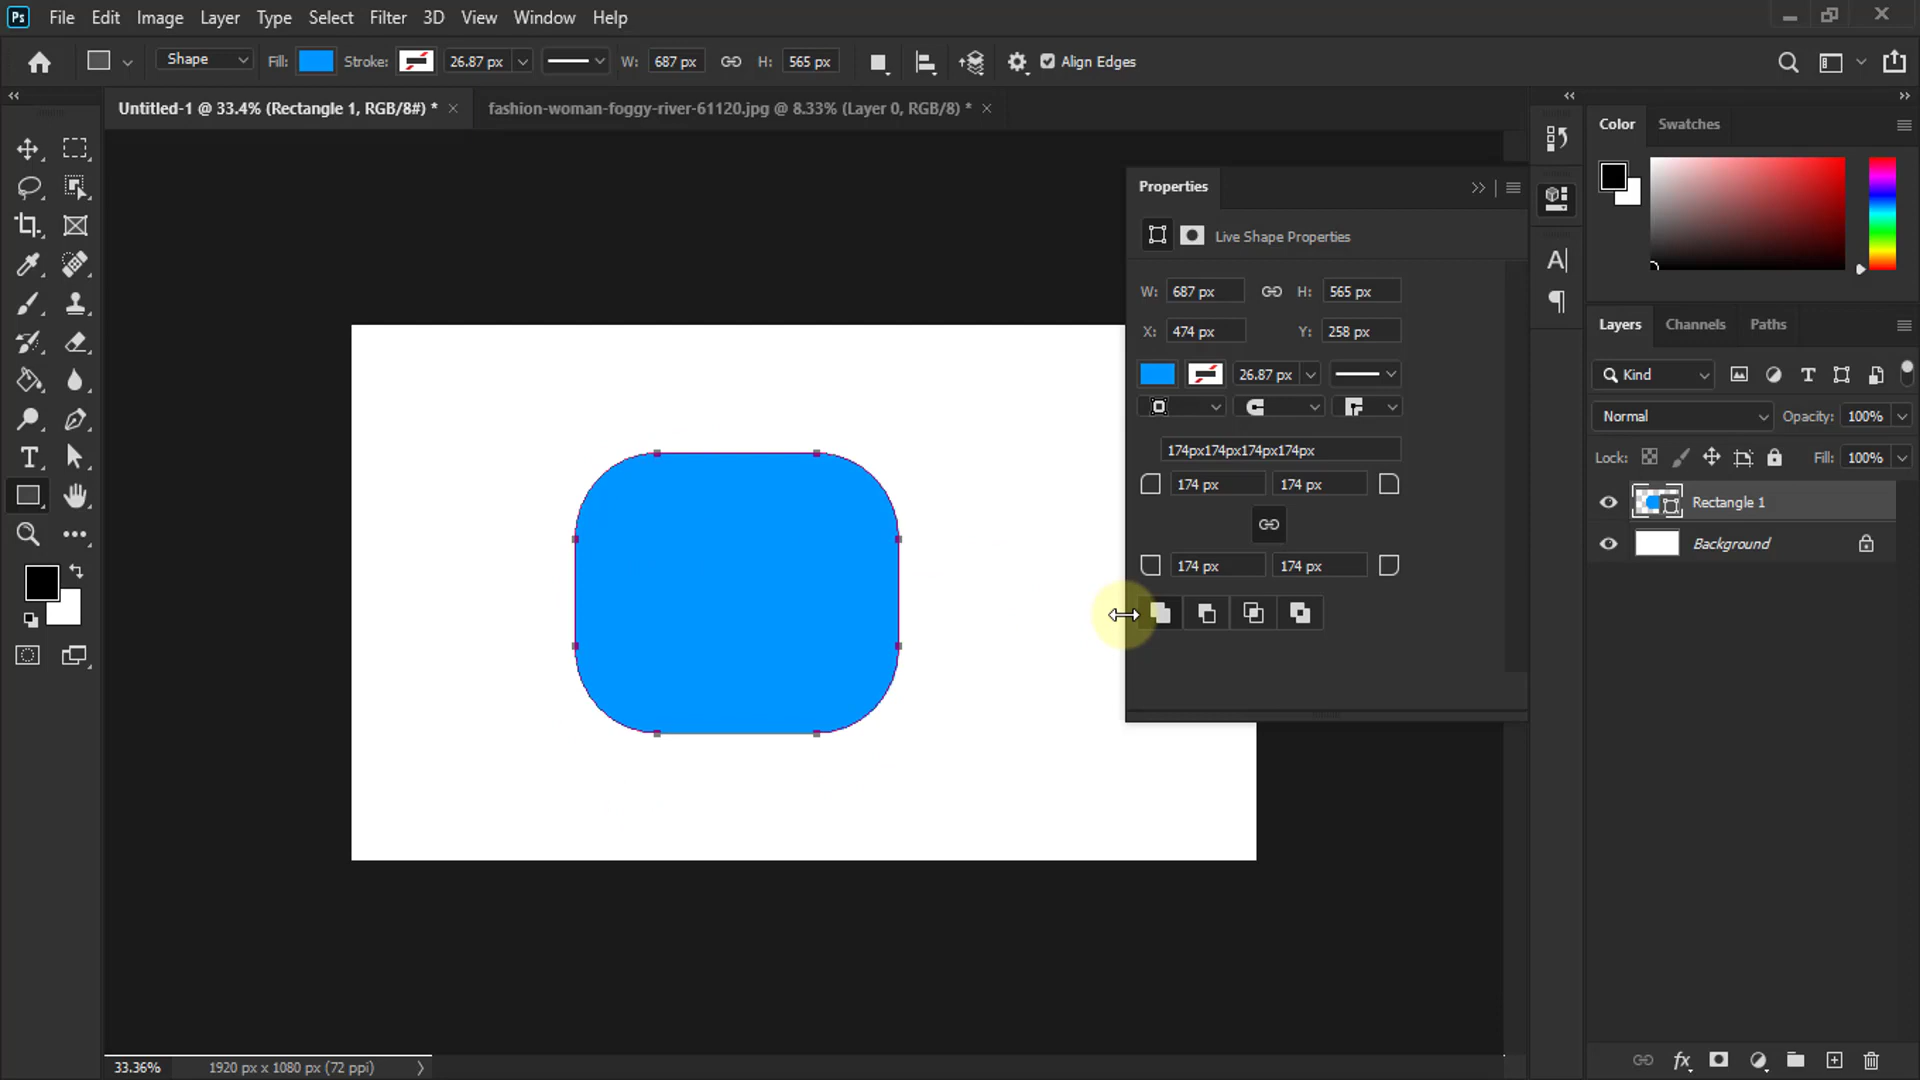 Ps File Edit Image Layer Type Select Filter 3D View Window Help
Shape Fill: Stroke: 26.87 px W: 687 px H: 565 px Align Edges
Untitled-1 @ 33.4% (Rectangle 1, RGB/8#) * fashion-woman-foggy-river-61120.jpg @ 8.33% (Layer 0, RGB/8) *
Color Swatches
Properties
Live Shape Properties
W: 687 px H: 565 px
X: 474 px Y: 258 px
26.87 px
174px174px174px174px
174 px 174 px
174 px 174 px
Layers Channels Paths
Kind
Normal Opacity: 100%
Lock: Fill: 100%
Rectangle 1
Background
33.36% 1920 px x 1080 px (72 ppi)